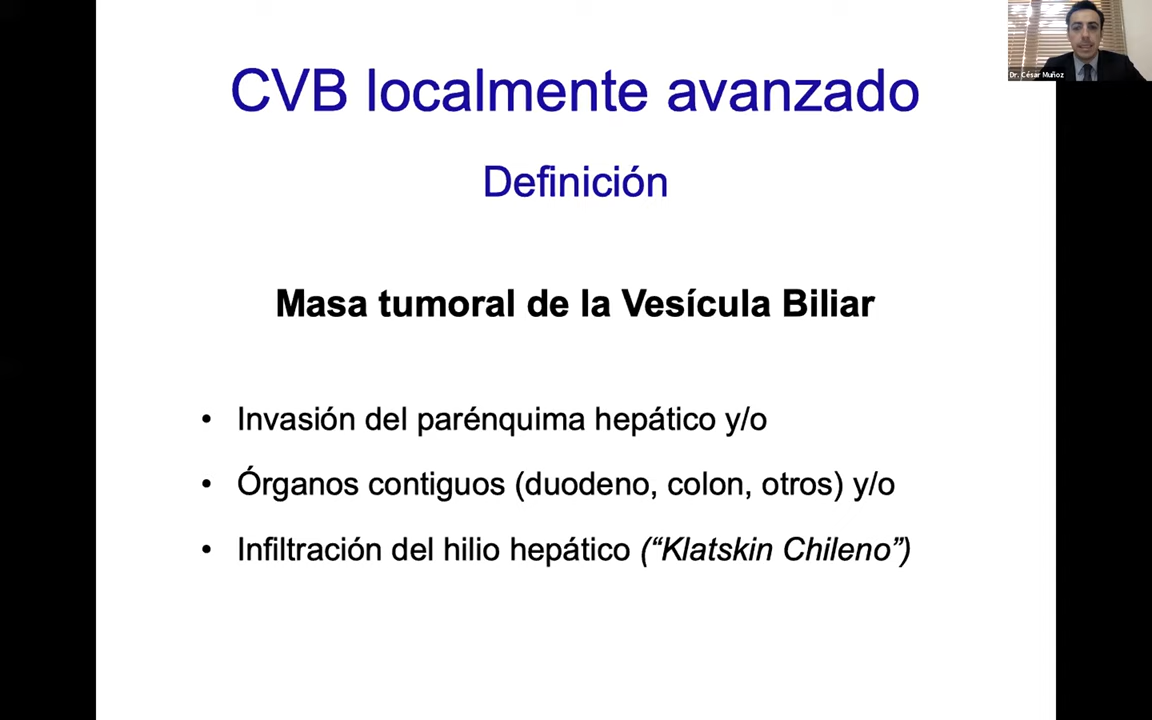 CVB localmente avanzado
Definición
Masa tumoral de la Vesícula Biliar
• Invasión del parénquima hepático y/o
• Órganos contiguos (duodeno, colon, otros) y/o
• Infiltración del hilio hepático (“Klatskin Chileno”)
Dr. César Muñoz